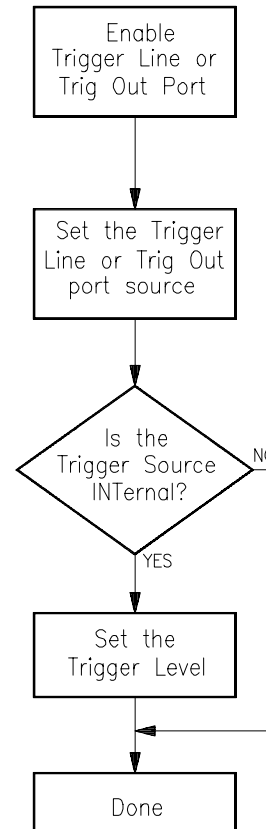 Enable
Trigger Line or
Trig Out Port
Set the Trigger
Line or Trig Out
port source
Is the
Trigger Source
INTernal?
NO
YES
Set the
Trigger Level
Done